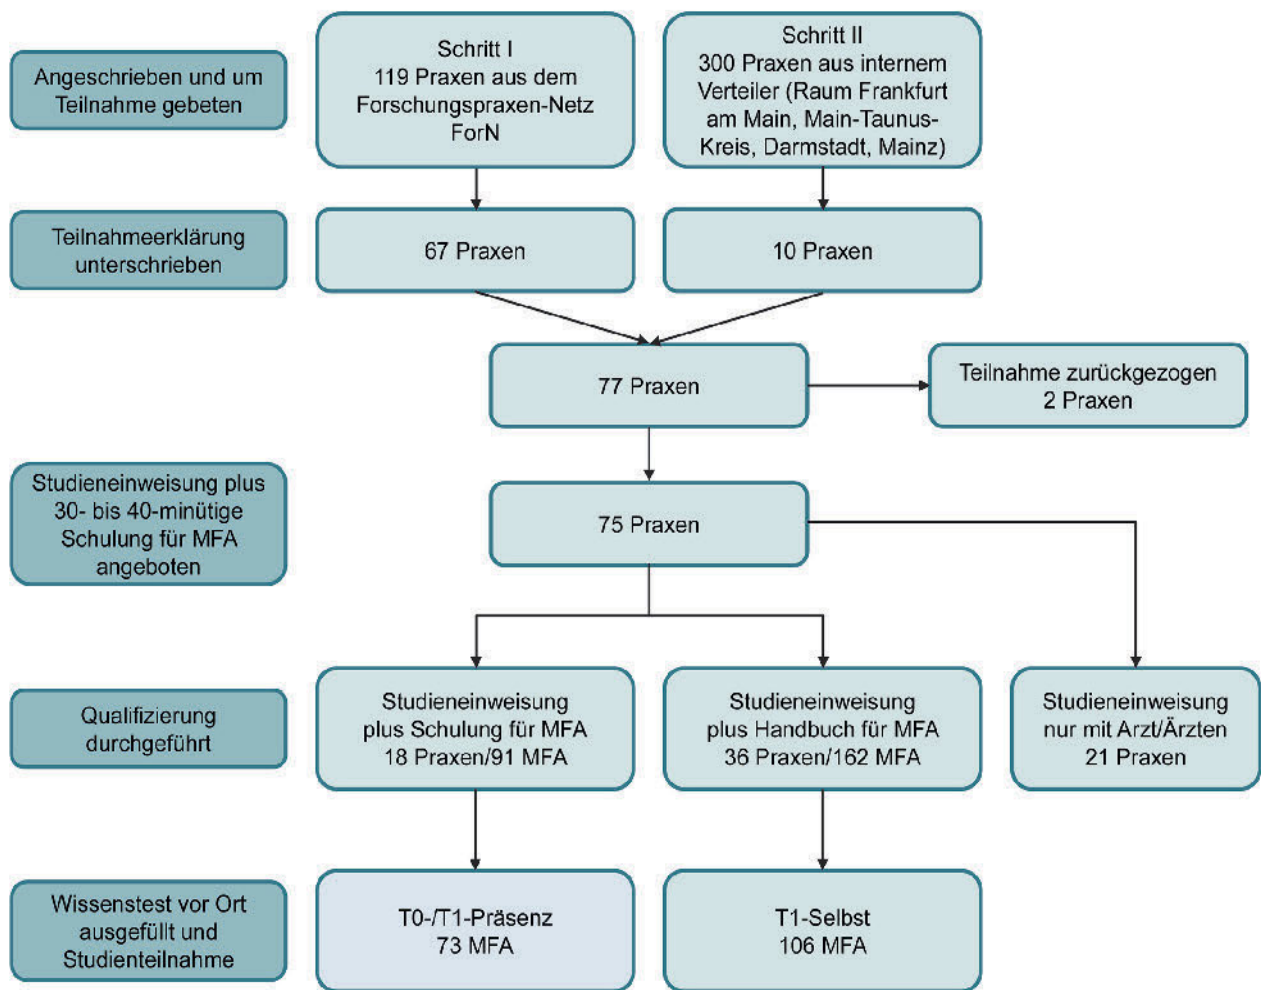 Angeschrieben und um
Teilnahme gebeten
Schritt I
119 Praxen aus dem
Forschungspraxen-Netz
ForN
Schritt II
300 Praxen aus internem
Verteiler (Raum Frankfurt
am Main, Main-Taunus-
Kreis, Darmstadt, Mainz)
Teilnahmeerklärung
unterschrieben
67 Praxen
10 Praxen
77 Praxen
Teilnahme zurückgezogen
2 Praxen
Studieneinweisung plus
30- bis 40-minütige
Schulung für MFA
angeboten
75 Praxen
Qualifizierung
durchgeführt
Studieneinweisung
plus Schulung für MFA
18 Praxen/91 MFA
Studieneinweisung
plus Handbuch für MFA
36 Praxen/162 MFA
Studieneinweisung
nur mit Arzt/Ärzten
21 Praxen
Wissenstest vor Ort
ausgefüllt und
Studienteilnahme
T0-/T1-Präsenz
73 MFA
T1-Selbst
106 MFA